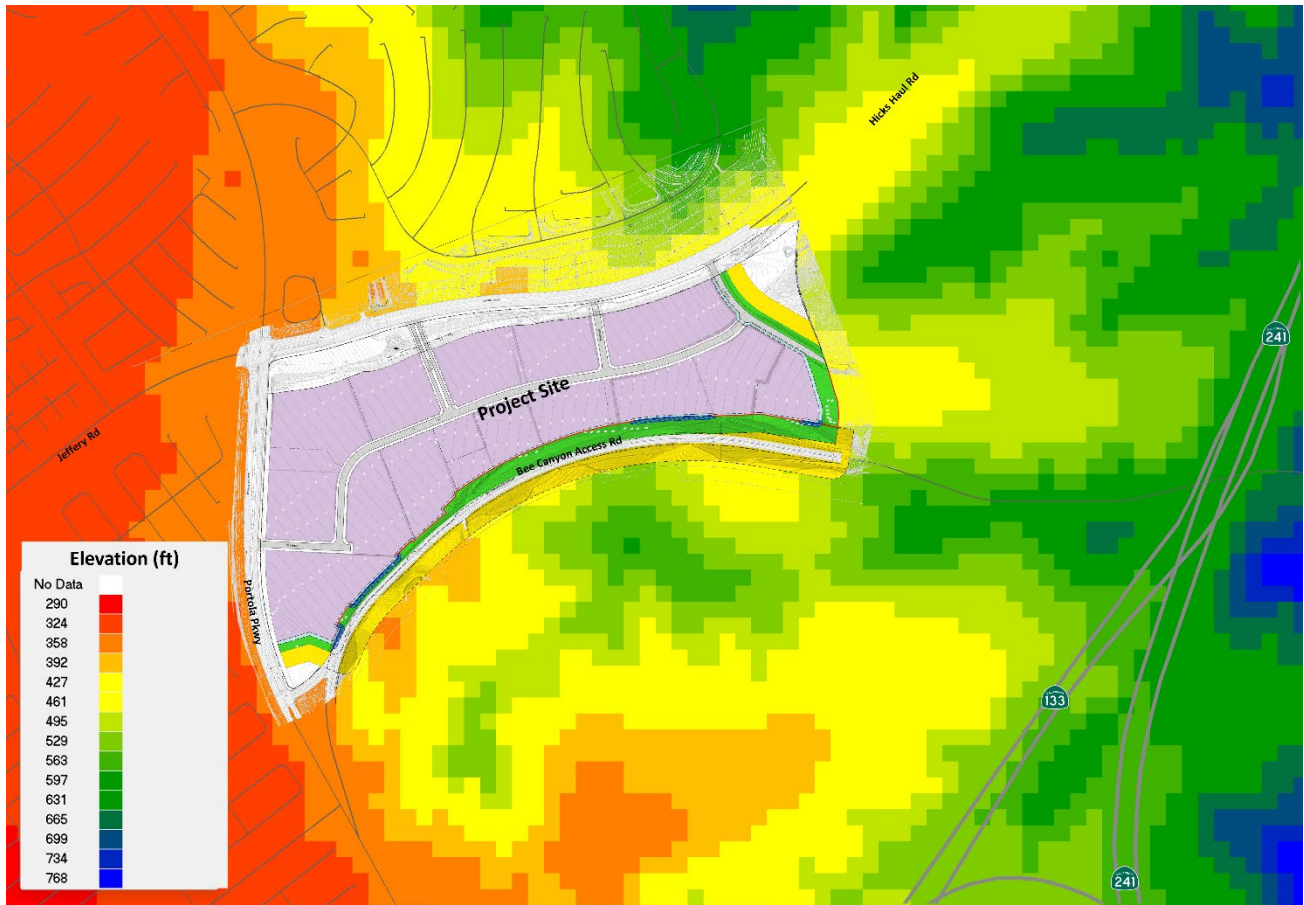 Hicks Haul Rd
241
Project Site
Jeffery Rd
Bee Canyon Access Rd
Portola Pkwy
133
241
Elevation (ft)
No Data
290
324
358
392
427
461
495
529
563
597
631
665
699
734
768